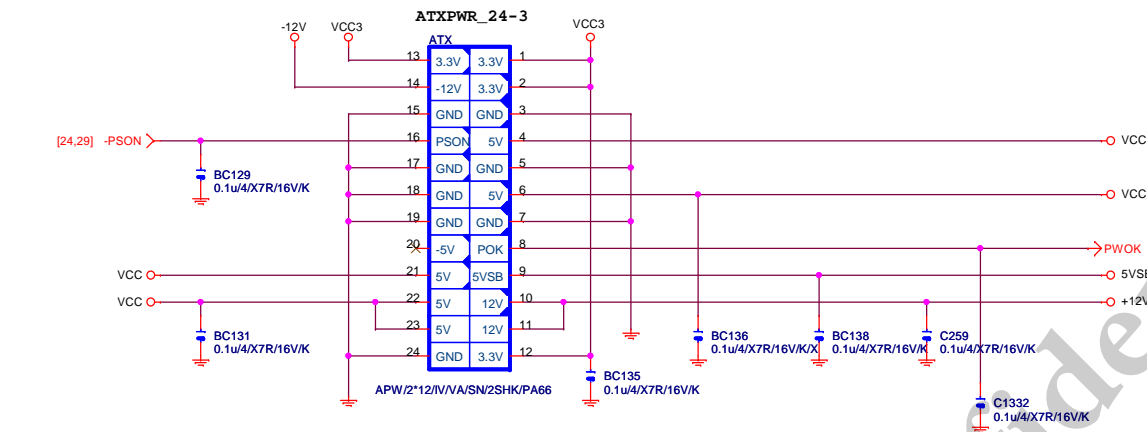 ATXPWR_24-3
-12V
VCC3
VCC3
ATX
13 3.3V 3.3V 1
14 -12V 3.3V 2
15 GND GND 3
[24,29] -PSON 16 PSON 5V 4 VCC
17 GND GND 5
18 GND 5V 6 VCC
19 GND GND 7
20 -5V POK 8 PWOK
VCC 21 5V 5VSB 9 5VSB
VCC 22 5V 12V 10 +12V
23 5V 12V 11
24 GND 3.3V 12
BC129
0.1u/4/X7R/16V/K
BC131
0.1u/4/X7R/16V/K
BC136
0.1u/4/X7R/16V/K/X
BC138
0.1u/4/X7R/16V/K
C259
0.1u/4/X7R/16V/K
APW/2*12/IV/VA/SN/2SHK/PA66
BC135
0.1u/4/X7R/16V/K
C1332
0.1u/4/X7R/16V/K
fide